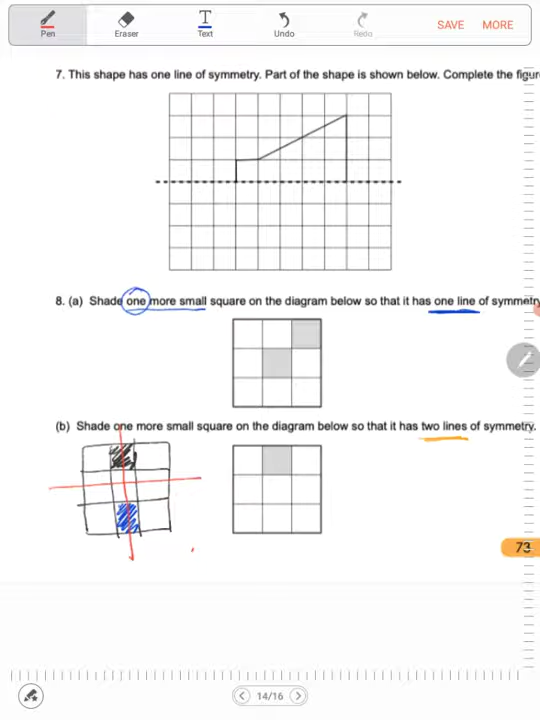 Pen
Eraser
T
Text
Undo
Redo
SAVE
MORE
7. This shape has one line of symmetry. Part of the shape is shown below. Complete the figur
8. (a) Shade one more small square on the diagram below so that it has one line of symmetry
(b) Shade one more small square on the diagram below so that it has two lines of symmetry.
73
14/16